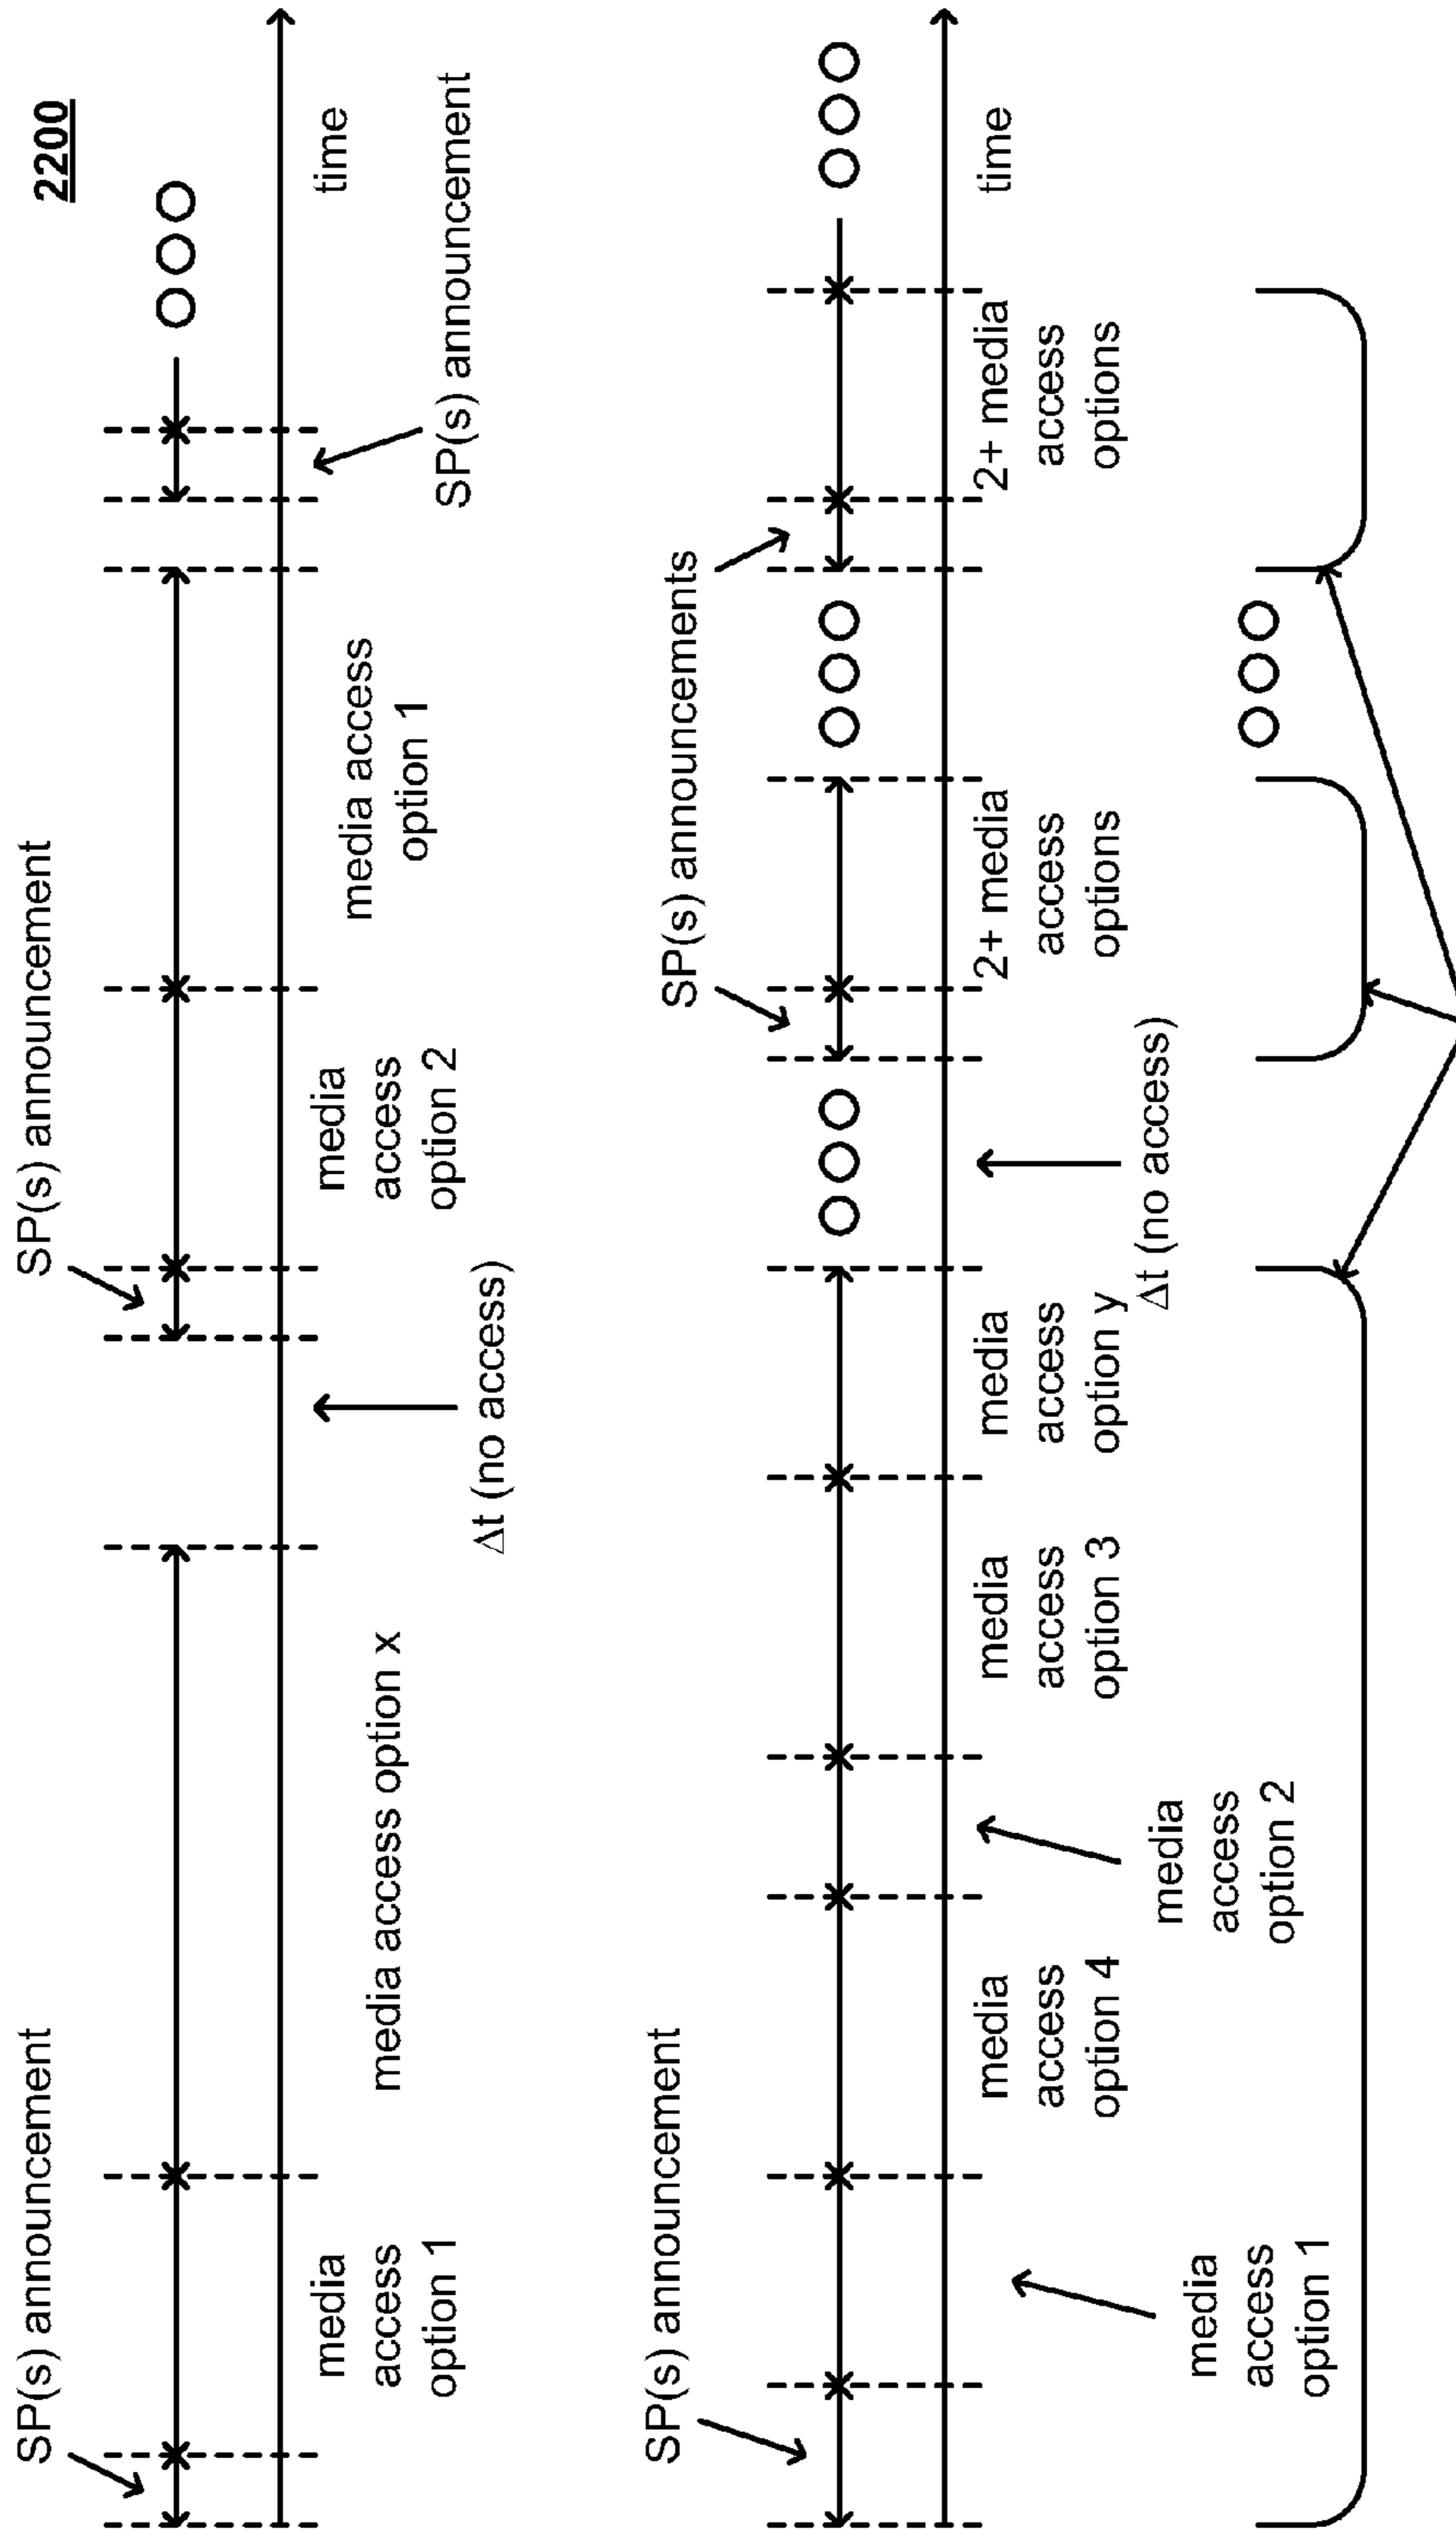 2200
SP(s) announcement
SP(s) announcement
media
access
option 1
media access option x
Δt (no access)
media
access
option 2
media access
option 1
SP(s) announcement
time
SP(s) announcement
SP(s) announcements
media
access
option 1
media
access
option 4
media
access
option 2
media
access
option 3
media
access
option y
Δt (no access)
2+ media
access
options
2+ media
access
options
time